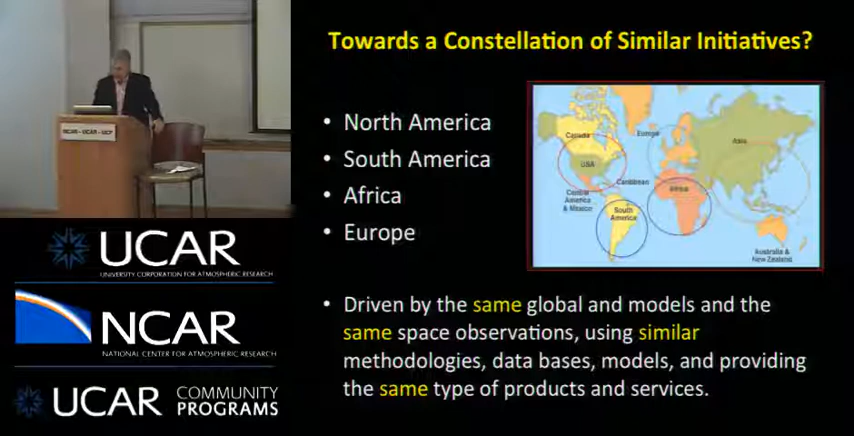 Towards a Constellation of Similar Initiatives?
• North America
• South America
• Africa
• Europe
Canada
Europe
Asia
USA
Caribbean
Africa
Central
America
& Mexico
South
America
Australia &
New Zealand
• Driven by the same global and models and the
same space observations, using similar
methodologies, data bases, models, and providing
the same type of products and services.
NCAR - UCAR - UCP
UCAR
UNIVERSITY CORPORATION FOR ATMOSPHERIC RESEARCH
NCAR
NATIONAL CENTER FOR ATMOSPHERIC RESEARCH
UCAR COMMUNITY
PROGRAMS